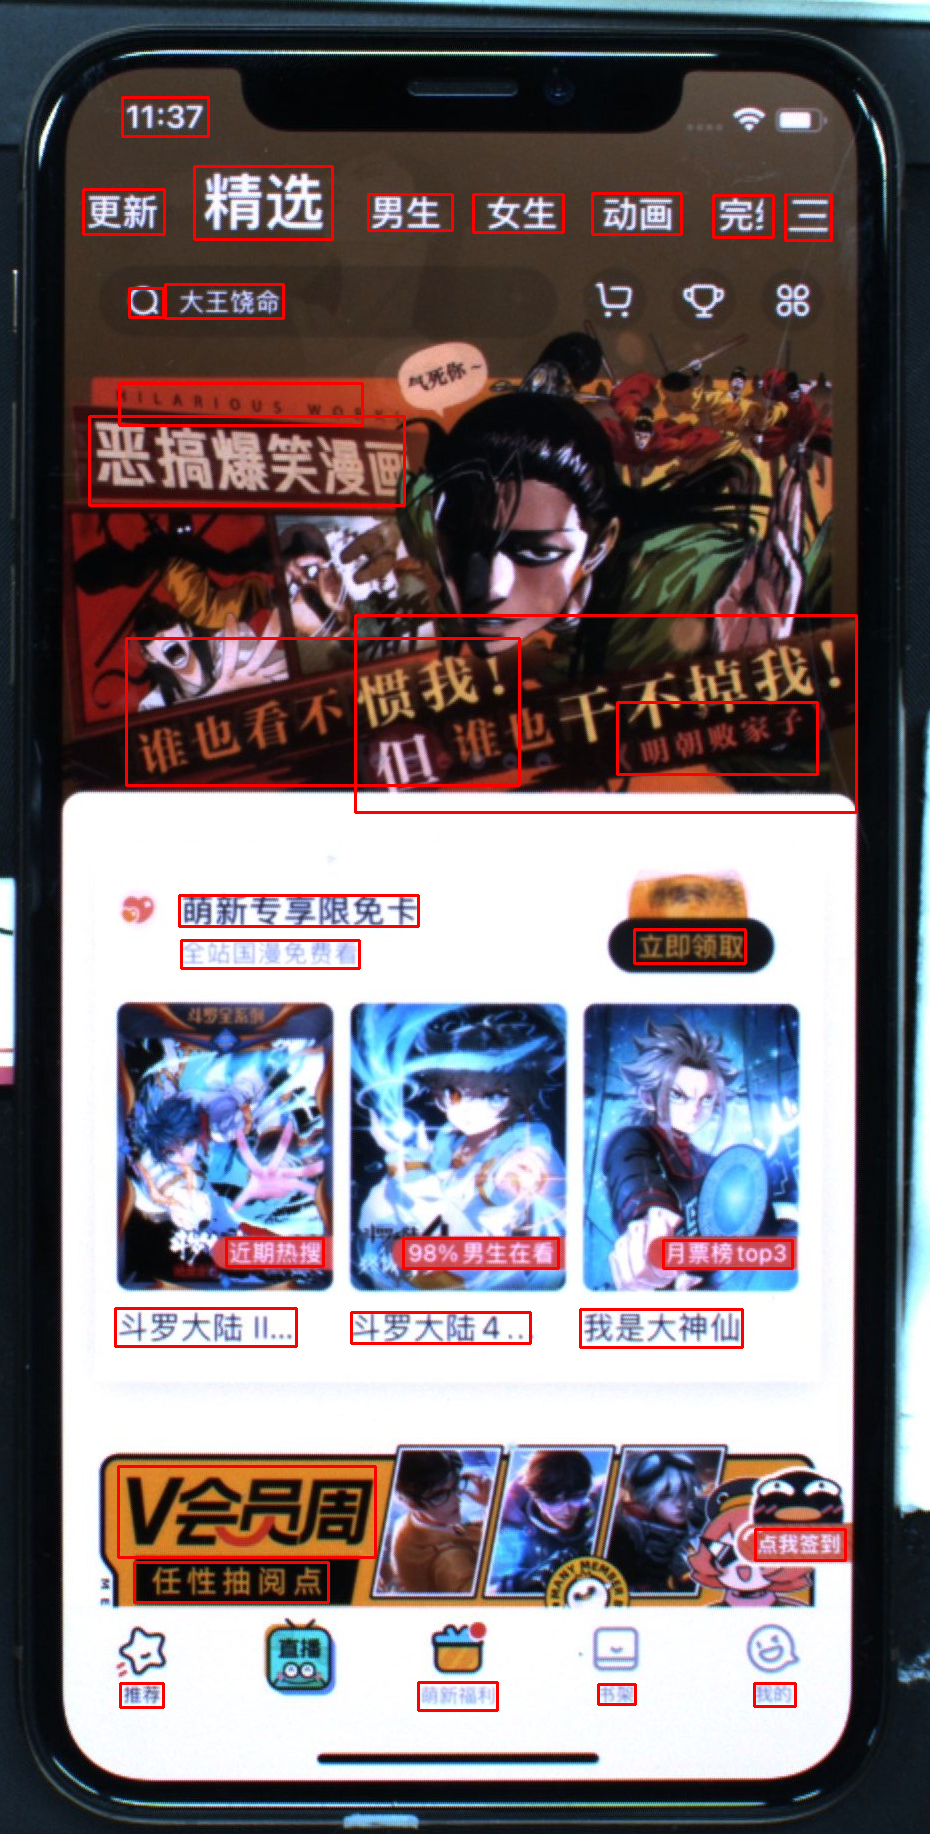 11:37
更新 精选 男生 女生 动画
大王饶命
气死你~
HILARIOUS WORK
恶搞爆笑漫画
谁也看不惯我!
但谁也干不掉我!
明朝败家子
萌新专享限免卡
全站国漫免费看
立即领取
斗罗全系列
近期热搜 98%男生在看 月票榜top3
斗罗大陆 II... 斗罗大陆4 ... 我是大神仙
V会员周
任性抽阅点
点我签到
直播
推荐 萌新福利 书架 我的